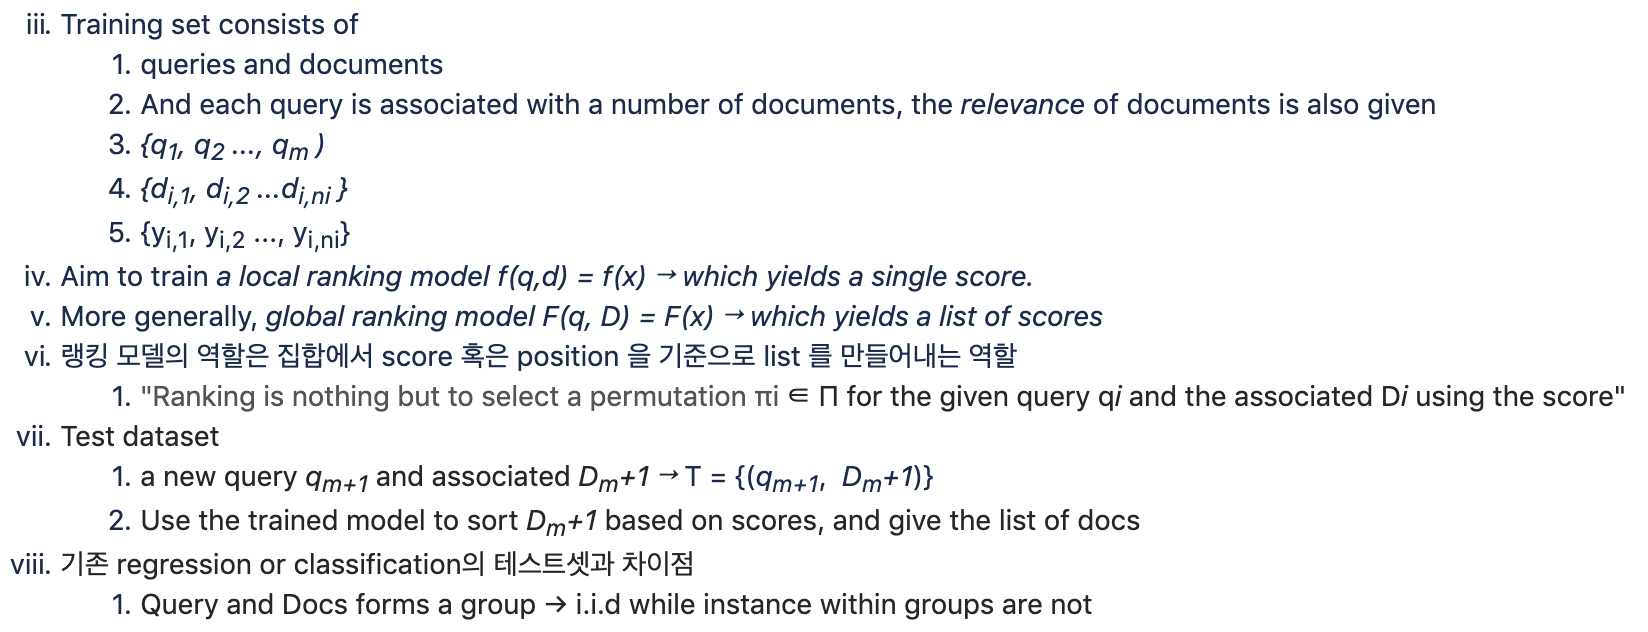 iii. Training set consists of
1. queries and documents
2. And each query is associated with a number of documents, the relevance of documents is also given
3. {q1, q2 ..., qm )
4. {di,1, di,2 ...di,ni }
5. {yi,1, yi,2 ..., yi,ni}
iv. Aim to train a local ranking model f(q,d) = f(x) → which yields a single score.
v. More generally, global ranking model F(q, D) = F(x) → which yields a list of scores
vi. 랭킹 모델의 역할은 집합에서 score 혹은 position 을 기준으로 list 를 만들어내는 역할
1. "Ranking is nothing but to select a permutation πi ∈ Π for the given query qi and the associated Di using the score"
vii. Test dataset
1. a new query qm+1 and associated Dm+1 → T = {(qm+1, Dm+1)}
2. Use the trained model to sort Dm+1 based on scores, and give the list of docs
viii. 기존 regression or classification의 테스트셋과 차이점
1. Query and Docs forms a group → i.i.d while instance within groups are not